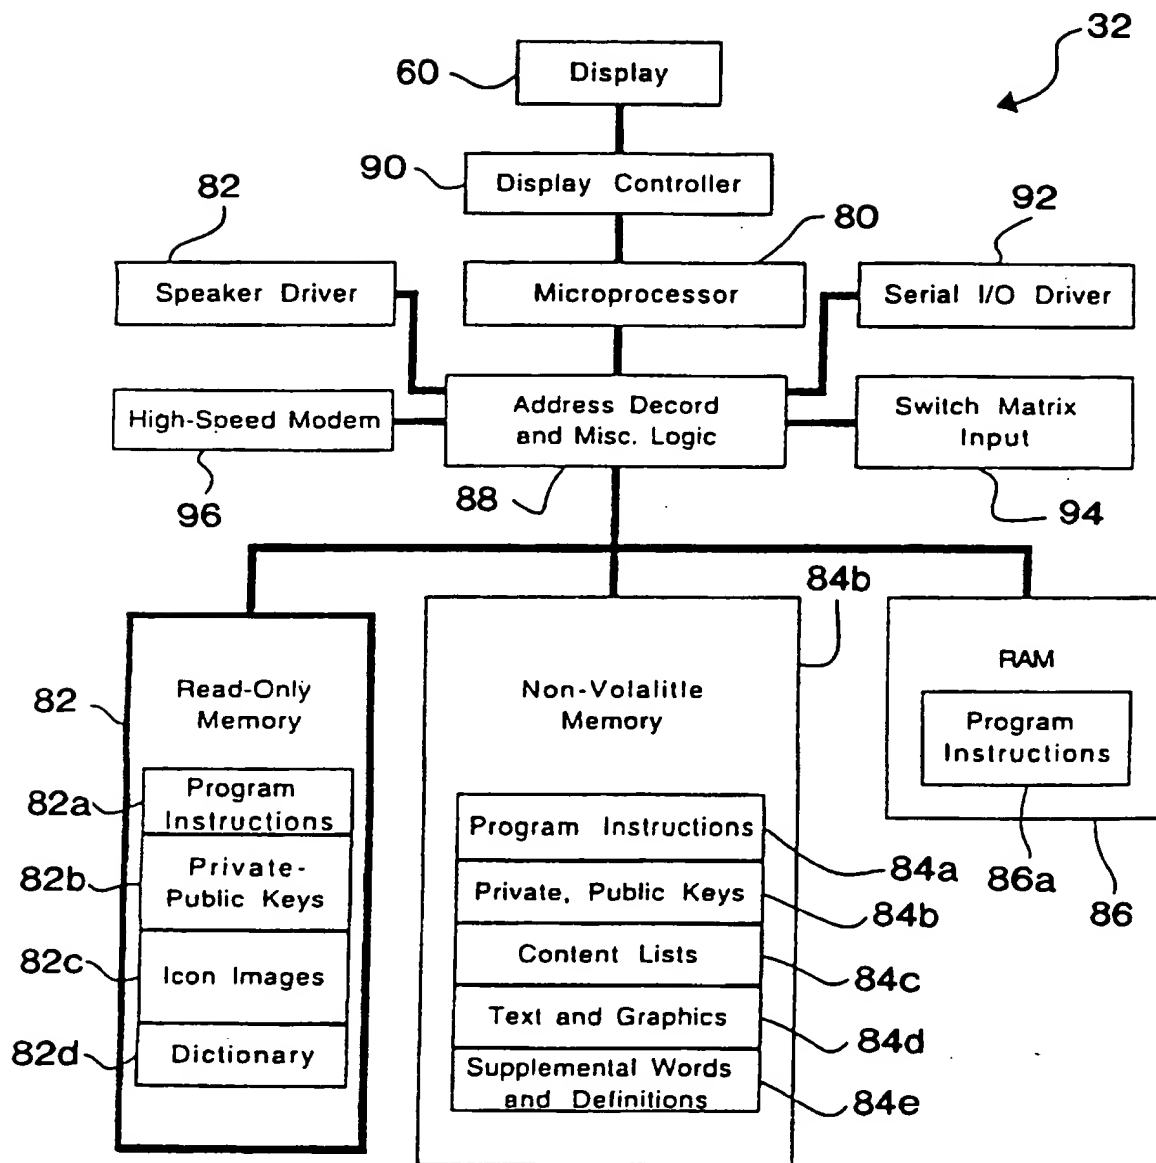 32
60
Display
90
Display Controller
82
80
92
Speaker Driver
Microprocessor
Serial I/O Driver
High-Speed Modem
Address Decord
and Misc. Logic
Switch Matrix
Input
96
88
94
84b
82
Read-Only
Memory
Non-Volalitle
Memory
RAM
Program
Instructions
86a
86
82a
Program
Instructions
82b
Private-
Public Keys
82c
Icon Images
82d
Dictionary
Program Instructions
84a
Private, Public Keys
84b
Content Lists
84c
Text and Graphics
84d
Supplemental Words
and Definitions
84e